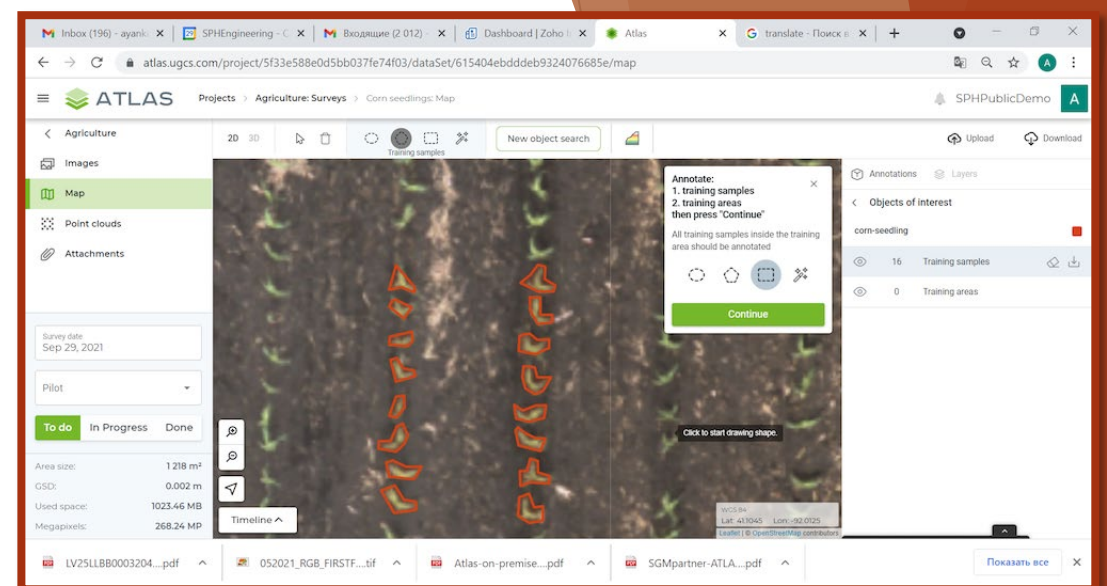 Inbox (196) - ayank
SPHEngineering - C
Входящие (2 012) -
Dashboard | Zoho I
Atlas
translate - Поиск в
atlas.ugcs.com/project/5f33e588e0d5bb037fe74f03/dataSet/615404ebdddeb9324076685e/map
A
ATLAS
Projects > Agriculture: Surveys > Corn seedlings: Map
SPHPublicDemo
A
Agriculture
2D 3D
Training samples
New object search
Upload
Download
Images
Map
Point clouds
Attachments
Annotate:
1. training samples
2. training areas
then press "Continue"
All training samples inside the training
area should be annotated
Continue
Annotations
Layers
Objects of interest
corn-seedling
16 Training samples
0 Training areas
Survey date
Sep 29, 2021
Pilot
To do In Progress Done
Area size: 1 218 m²
GSD: 0.002 m
Used space: 1023.46 MB
Megapixels: 268.24 MP
Click to start drawing shape.
Timeline
WGS 84
Lat: 41.1045 Lon: -92.0125
Leaflet | © OpenStreetMap contributors
LV25LLBB0003204....pdf
052021_RGB_FIRSTF....tif
Atlas-on-premise....pdf
SGMpartner-ATLA....pdf
Показать все